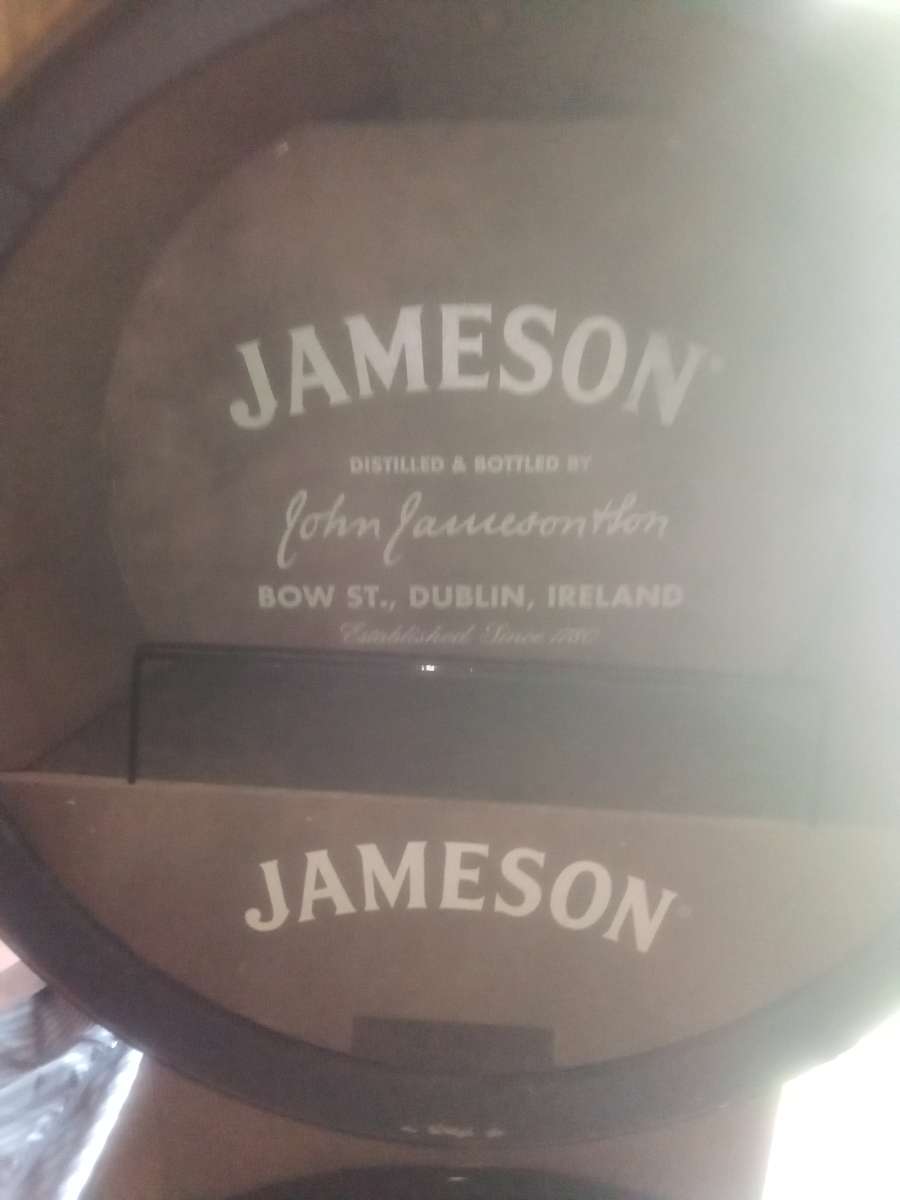 JAMESON®
DISTILLED & BOTTLED BY
John Jameson & Son
BOW ST., DUBLIN, IRELAND
Established Since 1780
JAMESON®